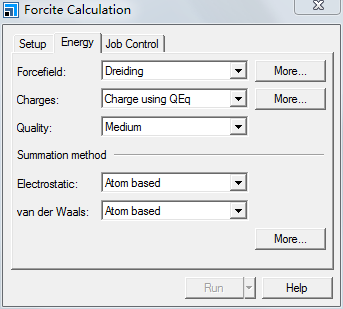 Forcite Calculation
Setup Energy Job Control
Forcefield: Dreiding More...
Charges: Charge using QEq More...
Quality: Medium
Summation method
Electrostatic: Atom based
van der Waals: Atom based
More...
Run Help